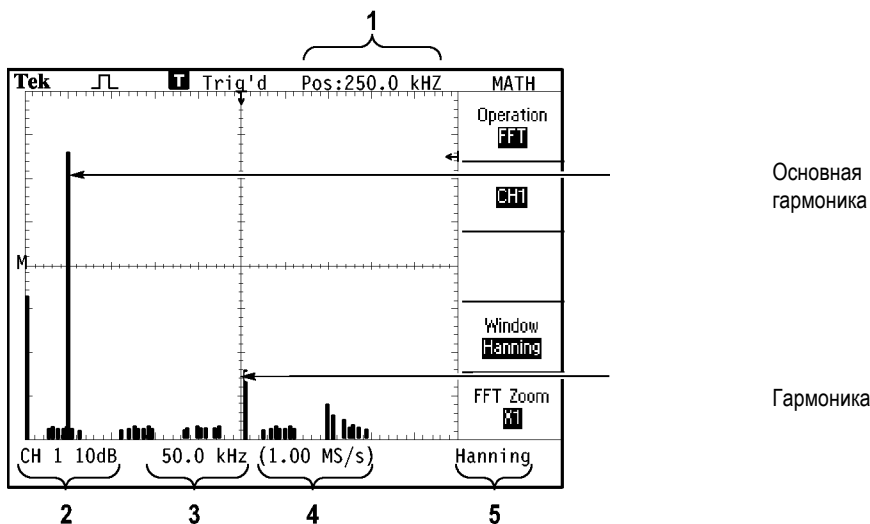 1
Tek T Trig'd Pos:250.0 kHZ MATH
Operation
FFT
Основная
гармоника
CH1
M
Window
Hanning
FFT Zoom
X1
Гармоника
CH 1 10dB 50.0 kHz (1.00 MS/s) Hanning
2 3 4 5